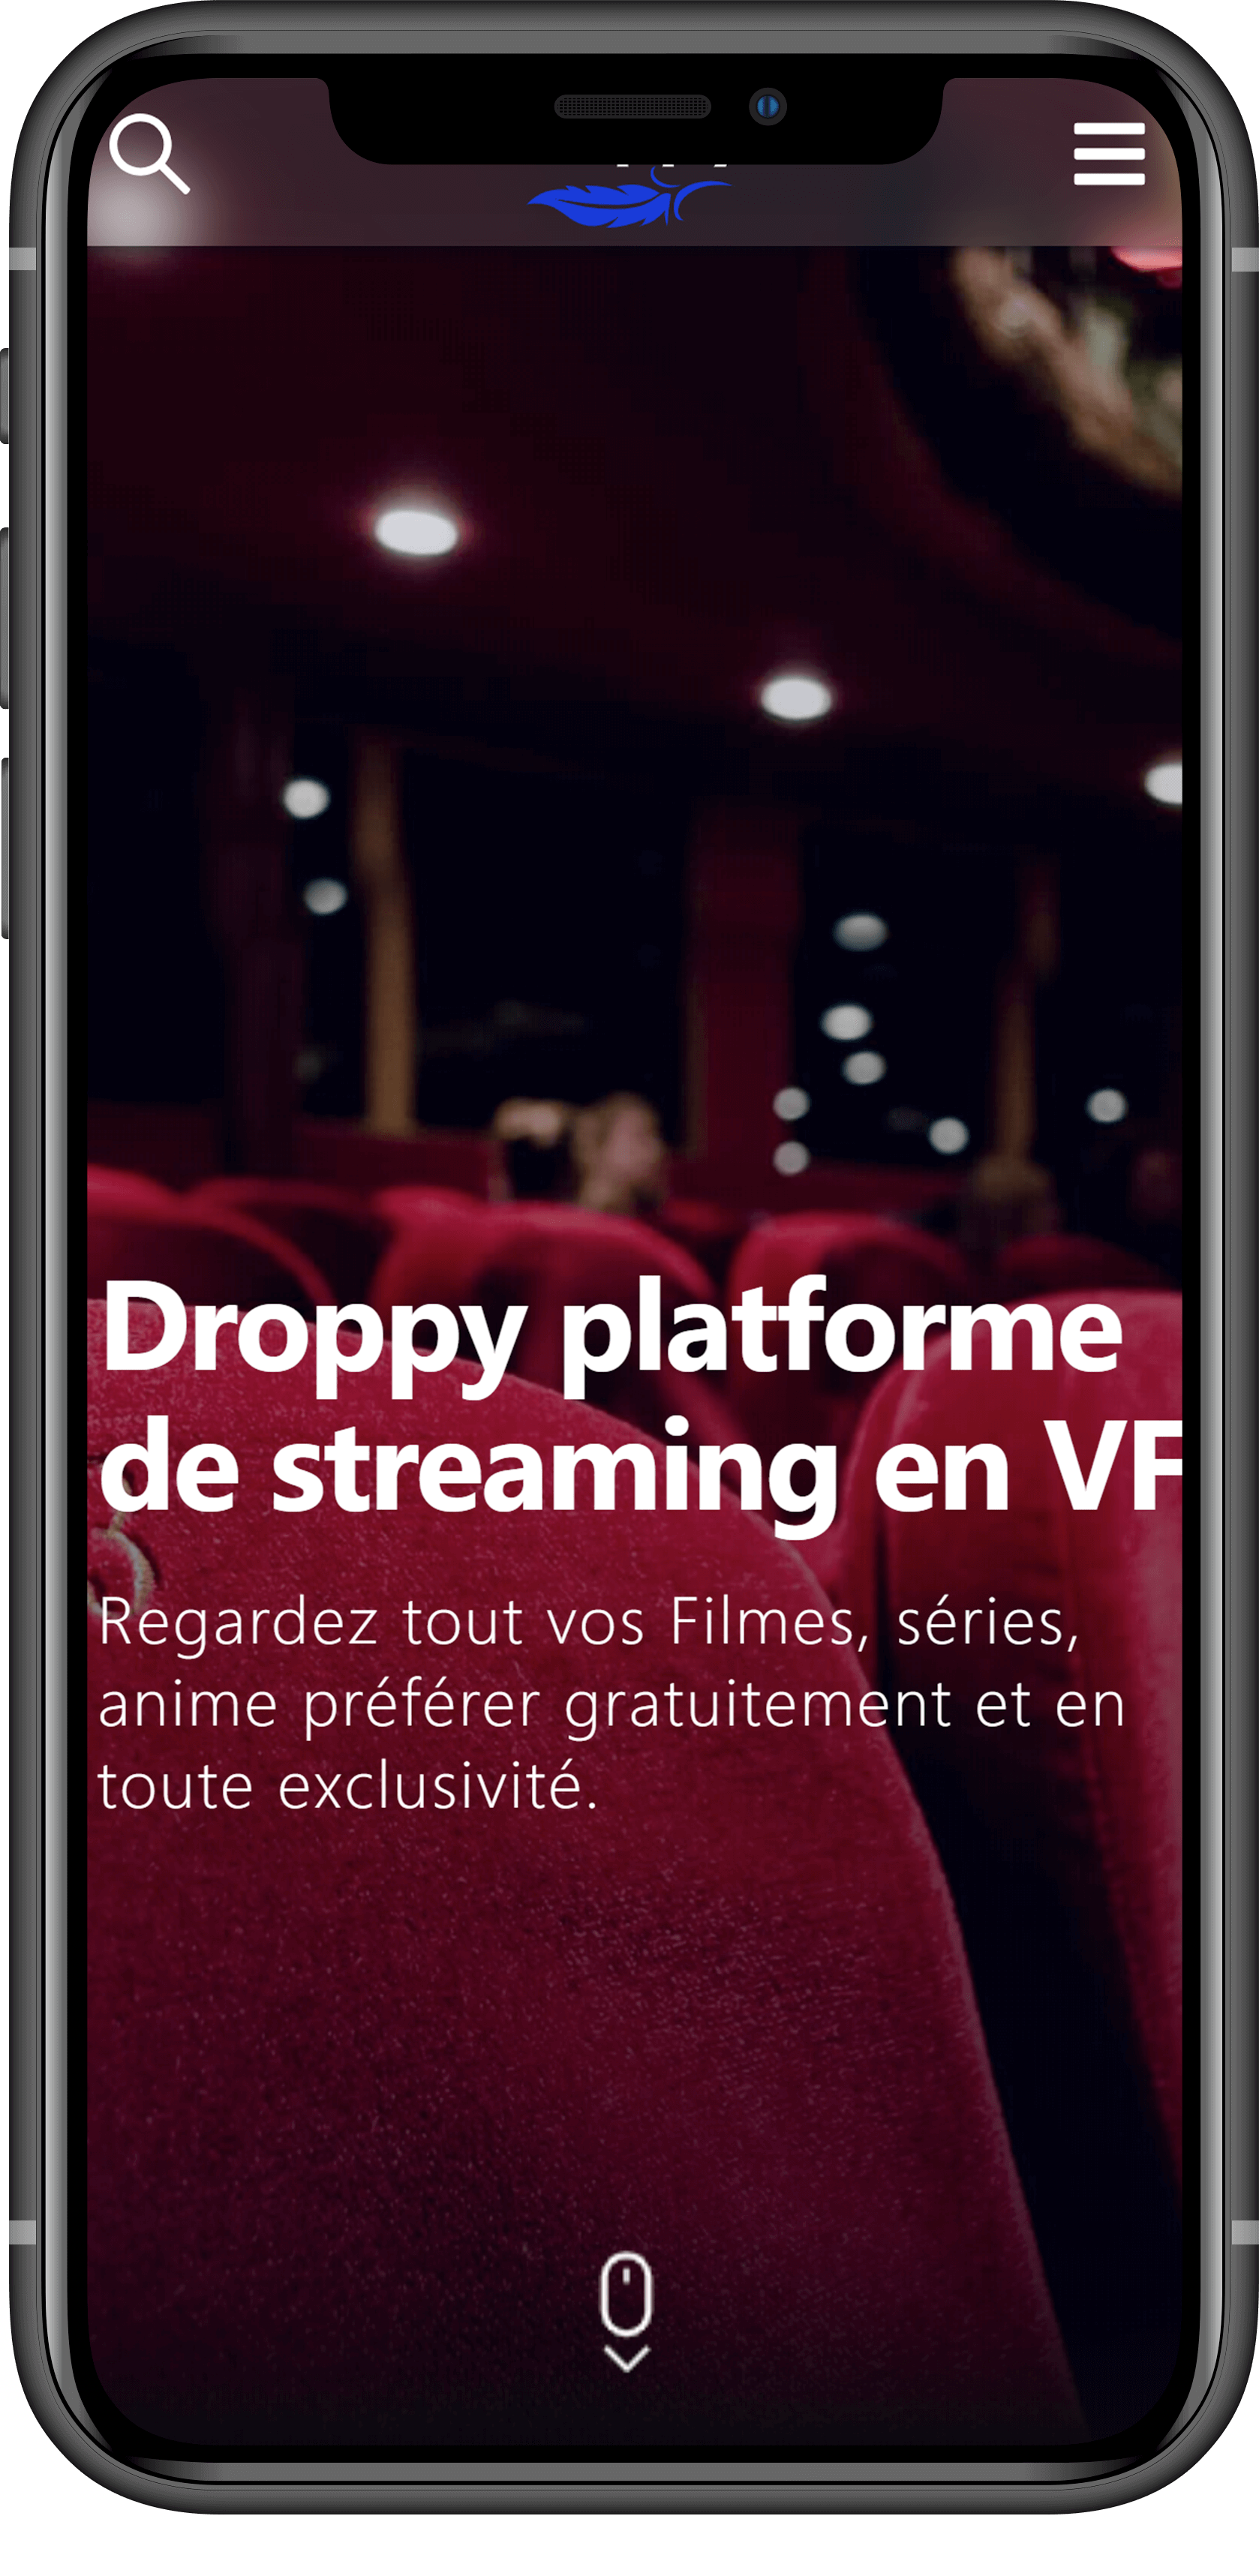 Droppy platforme
de streaming en VF
Regardez tout vos Filmes, séries,
anime préférer gratuitement et en
toute exclusivité.